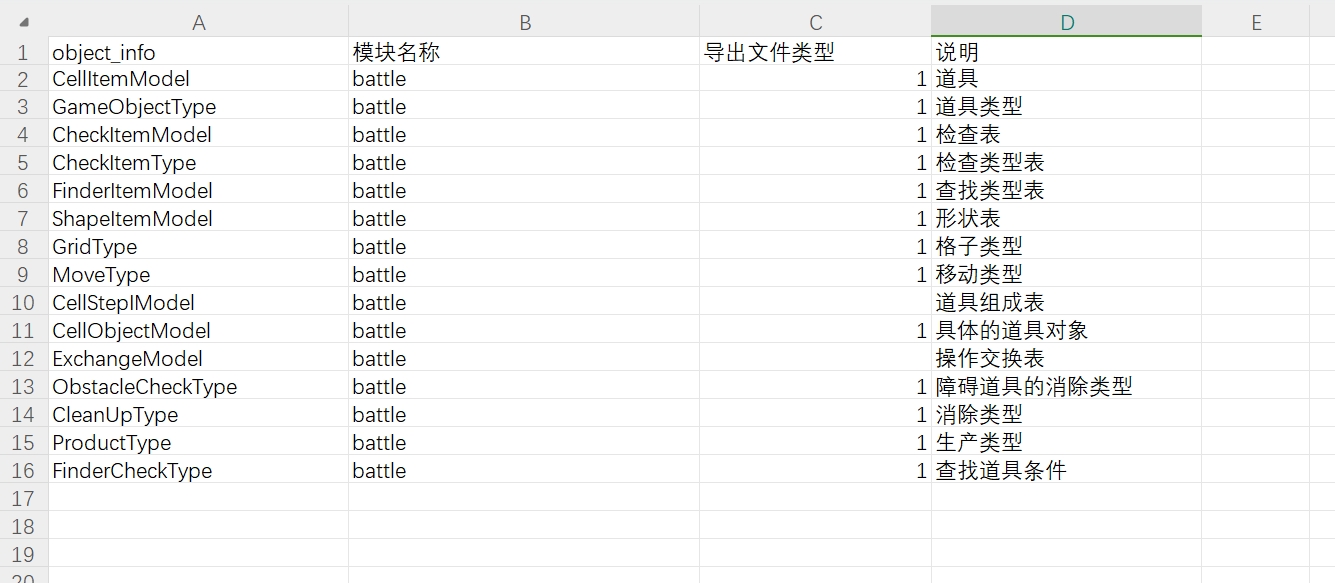 A B C D E
1 object_info 模块名称 导出文件类型 说明
2 CellItemModel battle 1 道具
3 GameObjectType battle 1 道具类型
4 CheckItemModel battle 1 检查表
5 CheckItemType battle 1 检查类型表
6 FinderItemModel battle 1 查找类型表
7 ShapeItemModel battle 1 形状表
8 GridType battle 1 格子类型
9 MoveType battle 1 移动类型
10 CellStepIModel battle 道具组成表
11 CellObjectModel battle 1 具体的道具对象
12 ExchangeModel battle 操作交换表
13 ObstacleCheckType battle 1 障碍道具的消除类型
14 CleanUpType battle 1 消除类型
15 ProductType battle 1 生产类型
16 FinderCheckType battle 1 查找道具条件
17
18
19
20